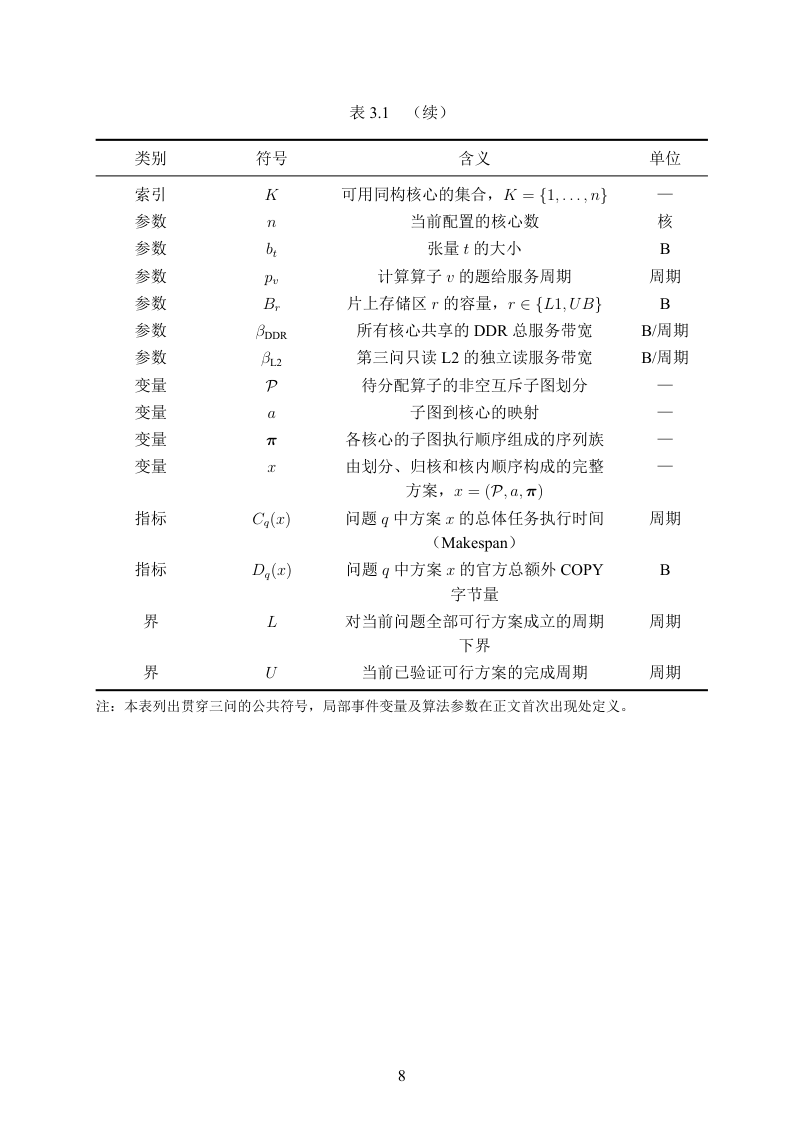 表 3.1 （续）
类别 符号 含义 单位
索引 K 可用同构核心的集合，K = {1, . . . , n} —
参数 n 当前配置的核心数 核
参数 b_t 张量 t 的大小 B
参数 p_v 计算算子 v 的题给服务周期 周期
参数 B_r 片上存储区 r 的容量，r ∈ {L1, UB} B
参数 β_DDR 所有核心共享的 DDR 总服务带宽 B/周期
参数 β_L2 第三问只读 L2 的独立读服务带宽 B/周期
变量 𝒫 待分配算子的非空互斥子图划分 —
变量 a 子图到核心的映射 —
变量 π 各核心的子图执行顺序组成的序列族 —
变量 x 由划分、归核和核内顺序构成的完整 —
方案，x = (𝒫, a, π)
指标 C_q(x) 问题 q 中方案 x 的总体任务执行时间 周期
（Makespan）
指标 D_q(x) 问题 q 中方案 x 的官方总额外 COPY B
字节量
界 L 对当前问题全部可行方案成立的周期 周期
下界
界 U 当前已验证可行方案的完成周期 周期
注：本表列出贯穿三问的公共符号，局部事件变量及算法参数在正文首次出现处定义。
8